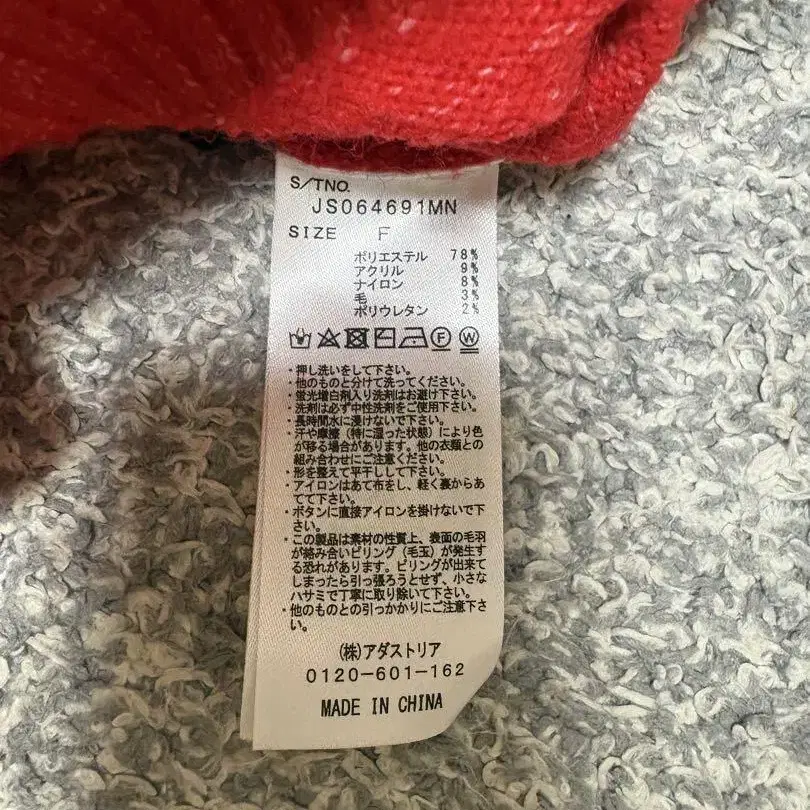 S/TNO.
JS064691MN
SIZE F
ポリエステル 78%
アクリル 9%
ナイロン 8%
毛 3%
ポリウレタン 2%
F W
・押し洗いをして下さい。
・他のものと分けて洗ってください。
・蛍光増白剤入り洗剤はお避け下さい。
・洗剤は必ず中性洗剤をご使用下さい。
・長時間水に浸けないで下さい。
・汗や摩擦（特に湿った状態）により色
が移る場合があります。他の衣類との
組み合わせにご注意ください。
・形を整えて平干しして下さい。
・アイロンはあて布をし、軽く裏からあ
てて下さい。
・ボタンに直接アイロンを掛けないで下
さい。
・この製品は素材の性質上、表面の毛羽
が絡み合いピリング（毛玉）が発生す
る恐れがあります。ピリングが出来て
しまったら引っ張ろうとせず、小さな
ハサミで丁寧に取り除いて下さい。
・他のものとの引っかかりにご注意下さ
い。
(株)アダストリア
0120-601-162
MADE IN CHINA